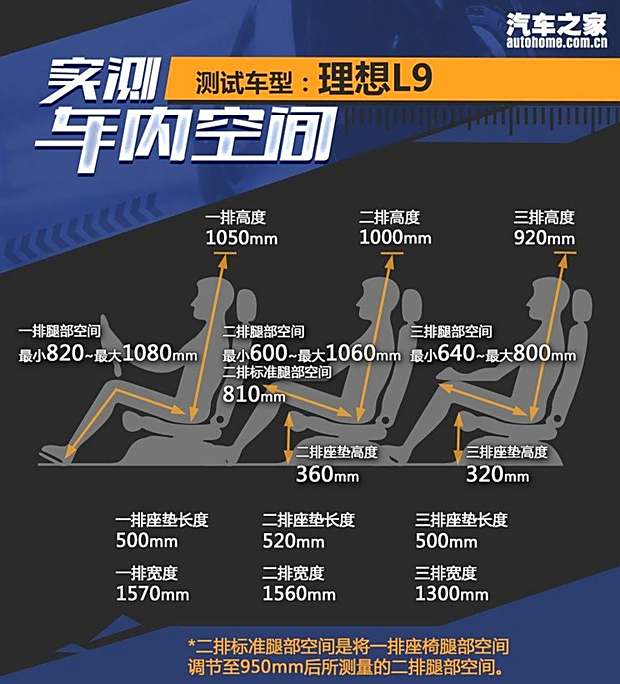 汽车之家
autohome.com.cn
实测
测试车型：理想L9
车内空间
一排高度
1050mm
二排高度
1000mm
三排高度
920mm
一排腿部空间
最小820~最大1080mm
二排腿部空间
最小600~最大1060mm
二排标准腿部空间
810mm
三排腿部空间
最小640~最大800mm
二排座垫高度
360mm
三排座垫高度
320mm
一排座垫长度
500mm
二排座垫长度
520mm
三排座垫长度
500mm
一排宽度
1570mm
二排宽度
1560mm
三排宽度
1300mm
*二排标准腿部空间是将一排座椅腿部空间
调节至950mm后所测量的二排腿部空间。